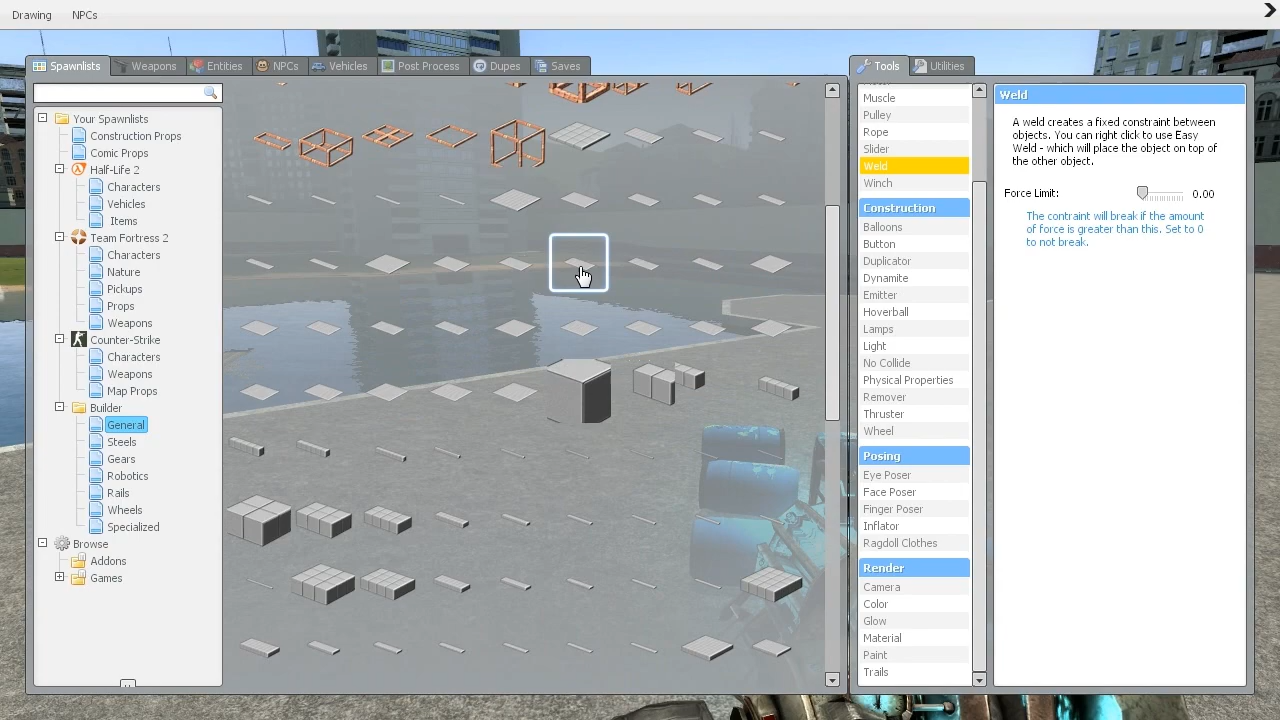 Drawing NPCs
Spawnlists Weapons Entities NPCs Vehicles Post Process Dupes Saves
Your Spawnlists
Construction Props
Comic Props
Half-Life 2
Characters
Vehicles
Items
Team Fortress 2
Characters
Nature
Pickups
Props
Weapons
Counter-Strike
Characters
Weapons
Map Props
Builder
General
Steels
Gears
Robotics
Rails
Wheels
Specialized
Browse
Addons
Games
Tools Utilities
Muscle
Pulley
Rope
Slider
Weld
Winch
Construction
Balloons
Button
Duplicator
Dynamite
Emitter
Hoverball
Lamps
Light
No Collide
Physical Properties
Remover
Thruster
Wheel
Posing
Eye Poser
Face Poser
Finger Poser
Inflator
Ragdoll Clothes
Render
Camera
Color
Glow
Material
Paint
Trails
Weld
A weld creates a fixed constraint between
objects. You can right click to use Easy
Weld - which will place the object on top of
the other object.
Force Limit: 0.00
The contraint will break if the amount
of force is greater than this. Set to 0
to not break.